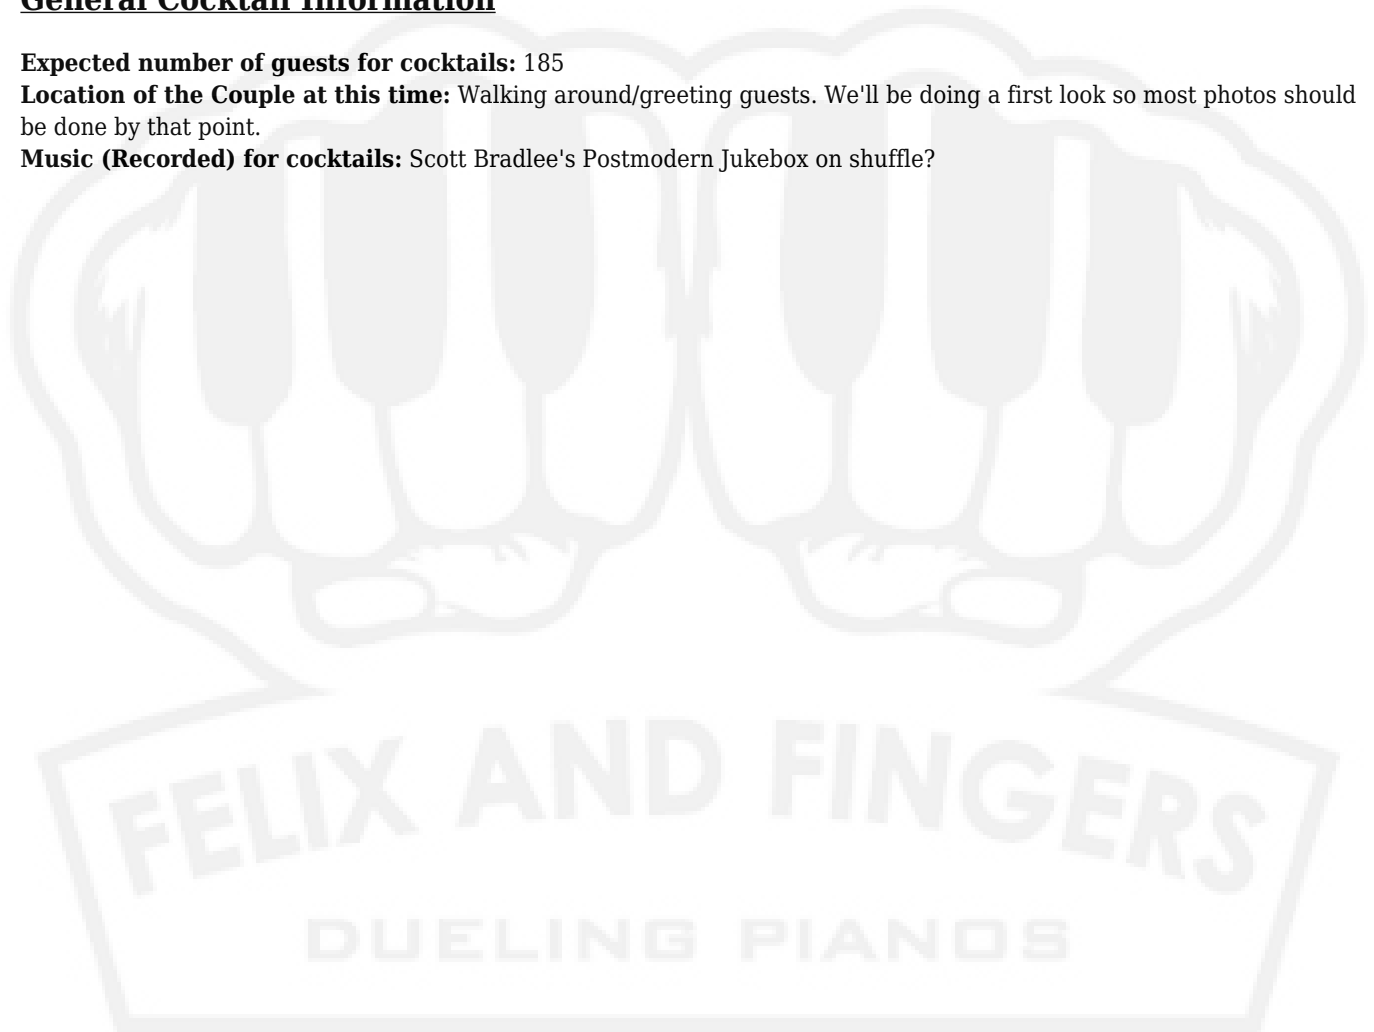 General Cocktail Information
Expected number of guests for cocktails: 185
Location of the Couple at this time: Walking around/greeting guests. We'll be doing a first look so most photos should
be done by that point.
Music (Recorded) for cocktails: Scott Bradlee's Postmodern Jukebox on shuffle?
FELIX AND FINGERS
DUELING PIANOS